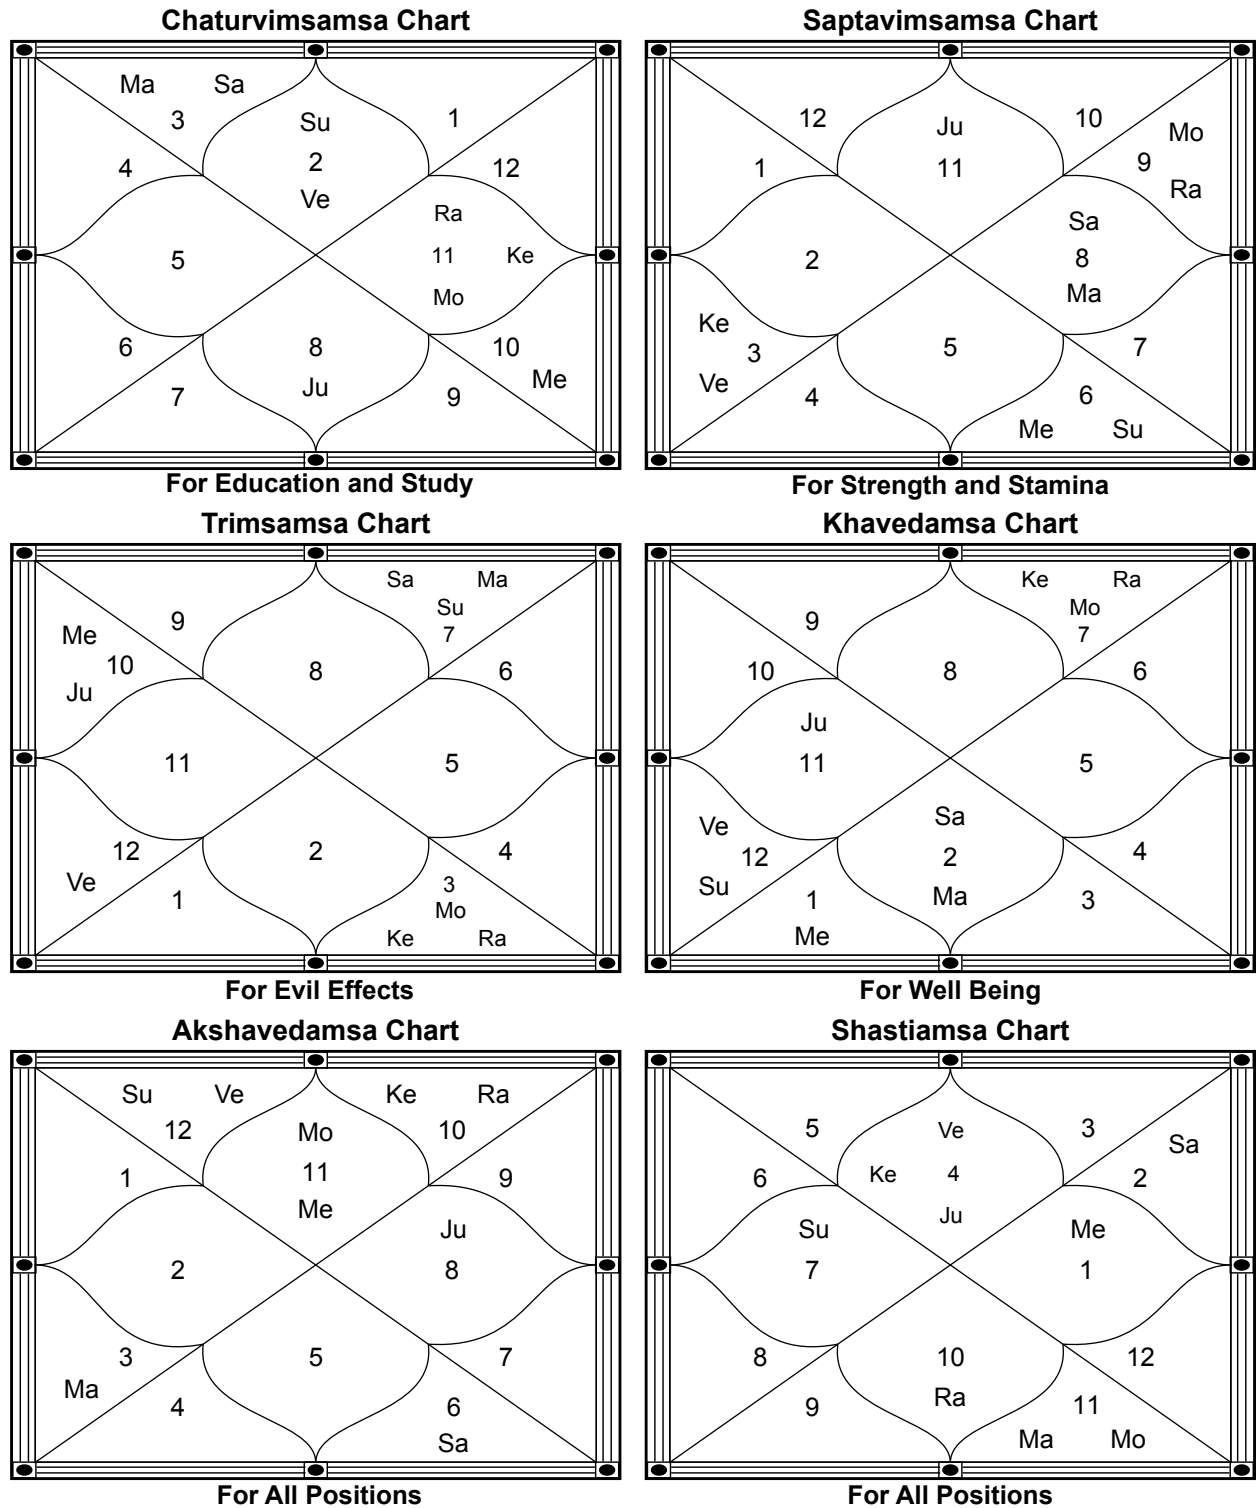 Chaturvimsamsa Chart
Ma Sa
3
Su
1
4
2
12
Ve
Ra
5
11 Ke
Mo
6
8
10
7
Ju
9
Me
For Education and Study
Saptavimsamsa Chart
12
Ju
10
Mo
1
11
9
Ra
2
Sa
8
Ma
Ke
3
Ve
5
7
4
6
Me Su
For Strength and Stamina
Trimsamsa Chart
Sa Ma
Su
7
9
Me
10
Ju
8
6
11
5
12
Ve
2
4
1
3
Mo
Ke Ra
For Evil Effects
Khavedamsa Chart
Ke Ra
Mo
7
9
10
8
6
Ju
11
5
Ve
12
Su
Sa
2
Ma
4
1
Me
3
For Well Being
Akshavedamsa Chart
Su Ve
12
Ke Ra
10
Mo
11
Me
1
9
2
Ju
8
3
Ma
5
7
4
6
Sa
For All Positions
Shastiamsa Chart
5
Ve
3
Sa
6
Ke 4
2
Ju
Su
7
Me
1
8
10
12
9
Ra
11
Ma Mo
For All Positions